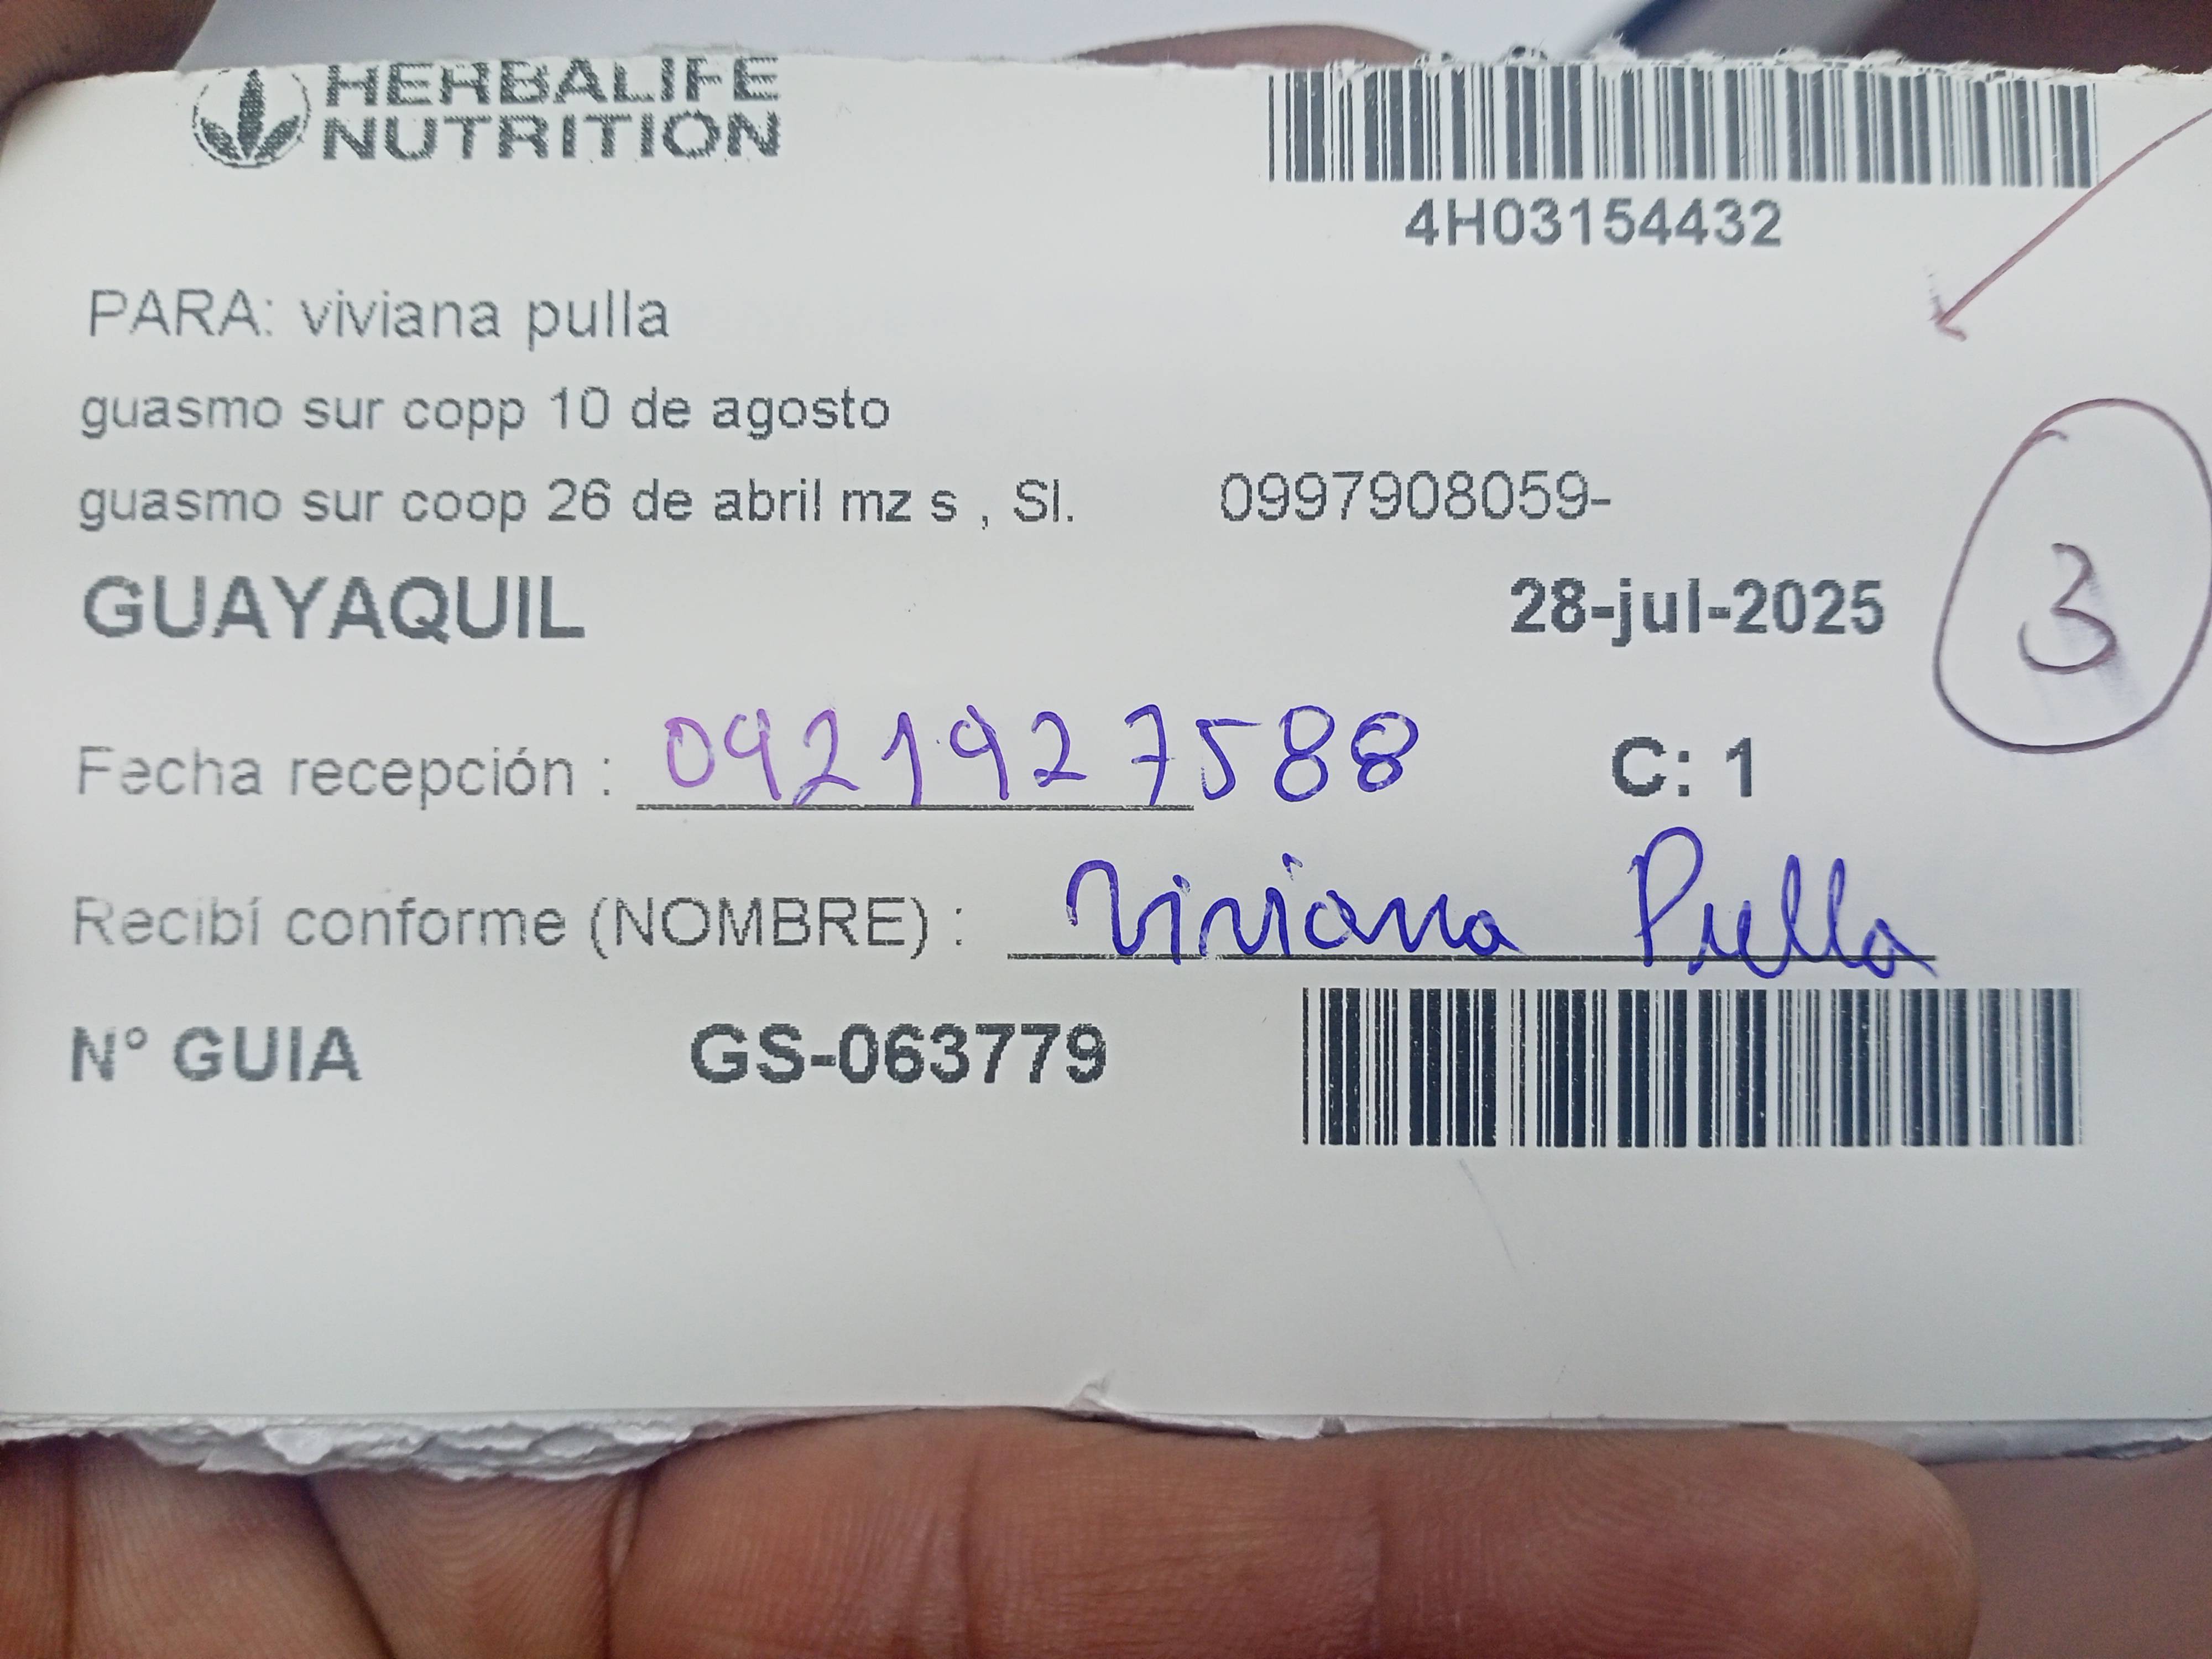 HERBALIFE
NUTRITION
4H03154432
PARA: viviana pulla
guasmo sur copp 10 de agosto
guasmo sur coop 26 de abril mz s , Sl. 0997908059-
GUAYAQUIL 28-jul-2025
3
Fecha recepción : 0921927588 C: 1
Recibí conforme (NOMBRE) : Viviana Pulla
N° GUIA GS-063779